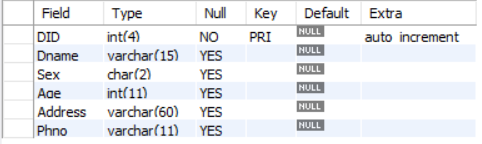 Field Type Null Key Default Extra
DID int(4) NO PRI NULL auto_increment
Dname varchar(15) YES NULL
Sex char(2) YES NULL
Age int(11) YES NULL
Address varchar(60) YES NULL
Phno varchar(11) YES NULL